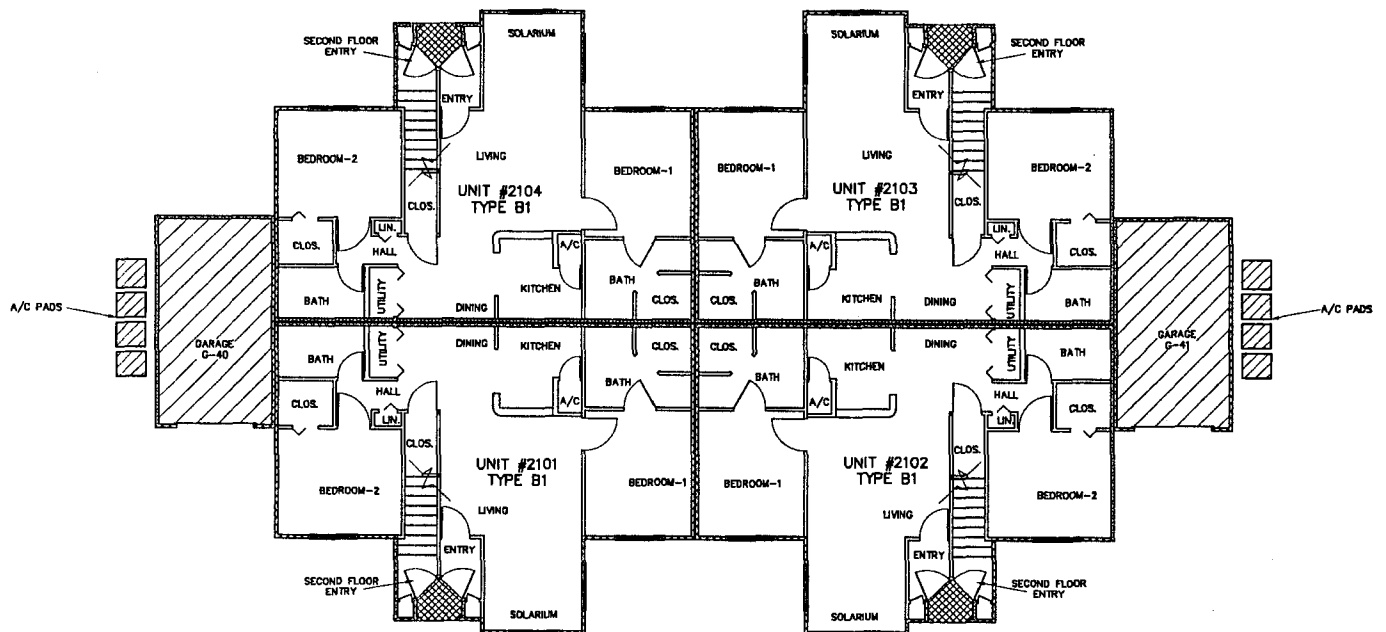 SOLARIUM
SOLARIUM
SECOND FLOOR
ENTRY
SECOND FLOOR
ENTRY
ENTRY
ENTRY
BEDROOM-2
LIVING
BEDROOM-1
BEDROOM-1
LIVING
BEDROOM-2
UNIT #2104
TYPE B1
UNIT #2103
TYPE B1
CLOS.
CLOS.
LIN.
LIN.
CLOS.
HALL
A/C
A/C
HALL
CLOS.
BATH
UTILITY
DINING
KITCHEN
BATH
CLOS.
CLOS.
BATH
KITCHEN
DINING
UTILITY
BATH
A/C PADS
A/C PADS
GARAGE
G-40
GARAGE
G-41
BATH
UTILITY
DINING
KITCHEN
BATH
CLOS.
CLOS.
BATH
KITCHEN
DINING
UTILITY
BATH
CLOS.
HALL
A/C
A/C
HALL
CLOS.
LIN.
LIN.
CLOS.
CLOS.
UNIT #2101
TYPE B1
UNIT #2102
TYPE B1
BEDROOM-2
LIVING
BEDROOM-1
BEDROOM-1
LIVING
BEDROOM-2
ENTRY
ENTRY
SECOND FLOOR
ENTRY
SECOND FLOOR
ENTRY
SOLARIUM
SOLARIUM